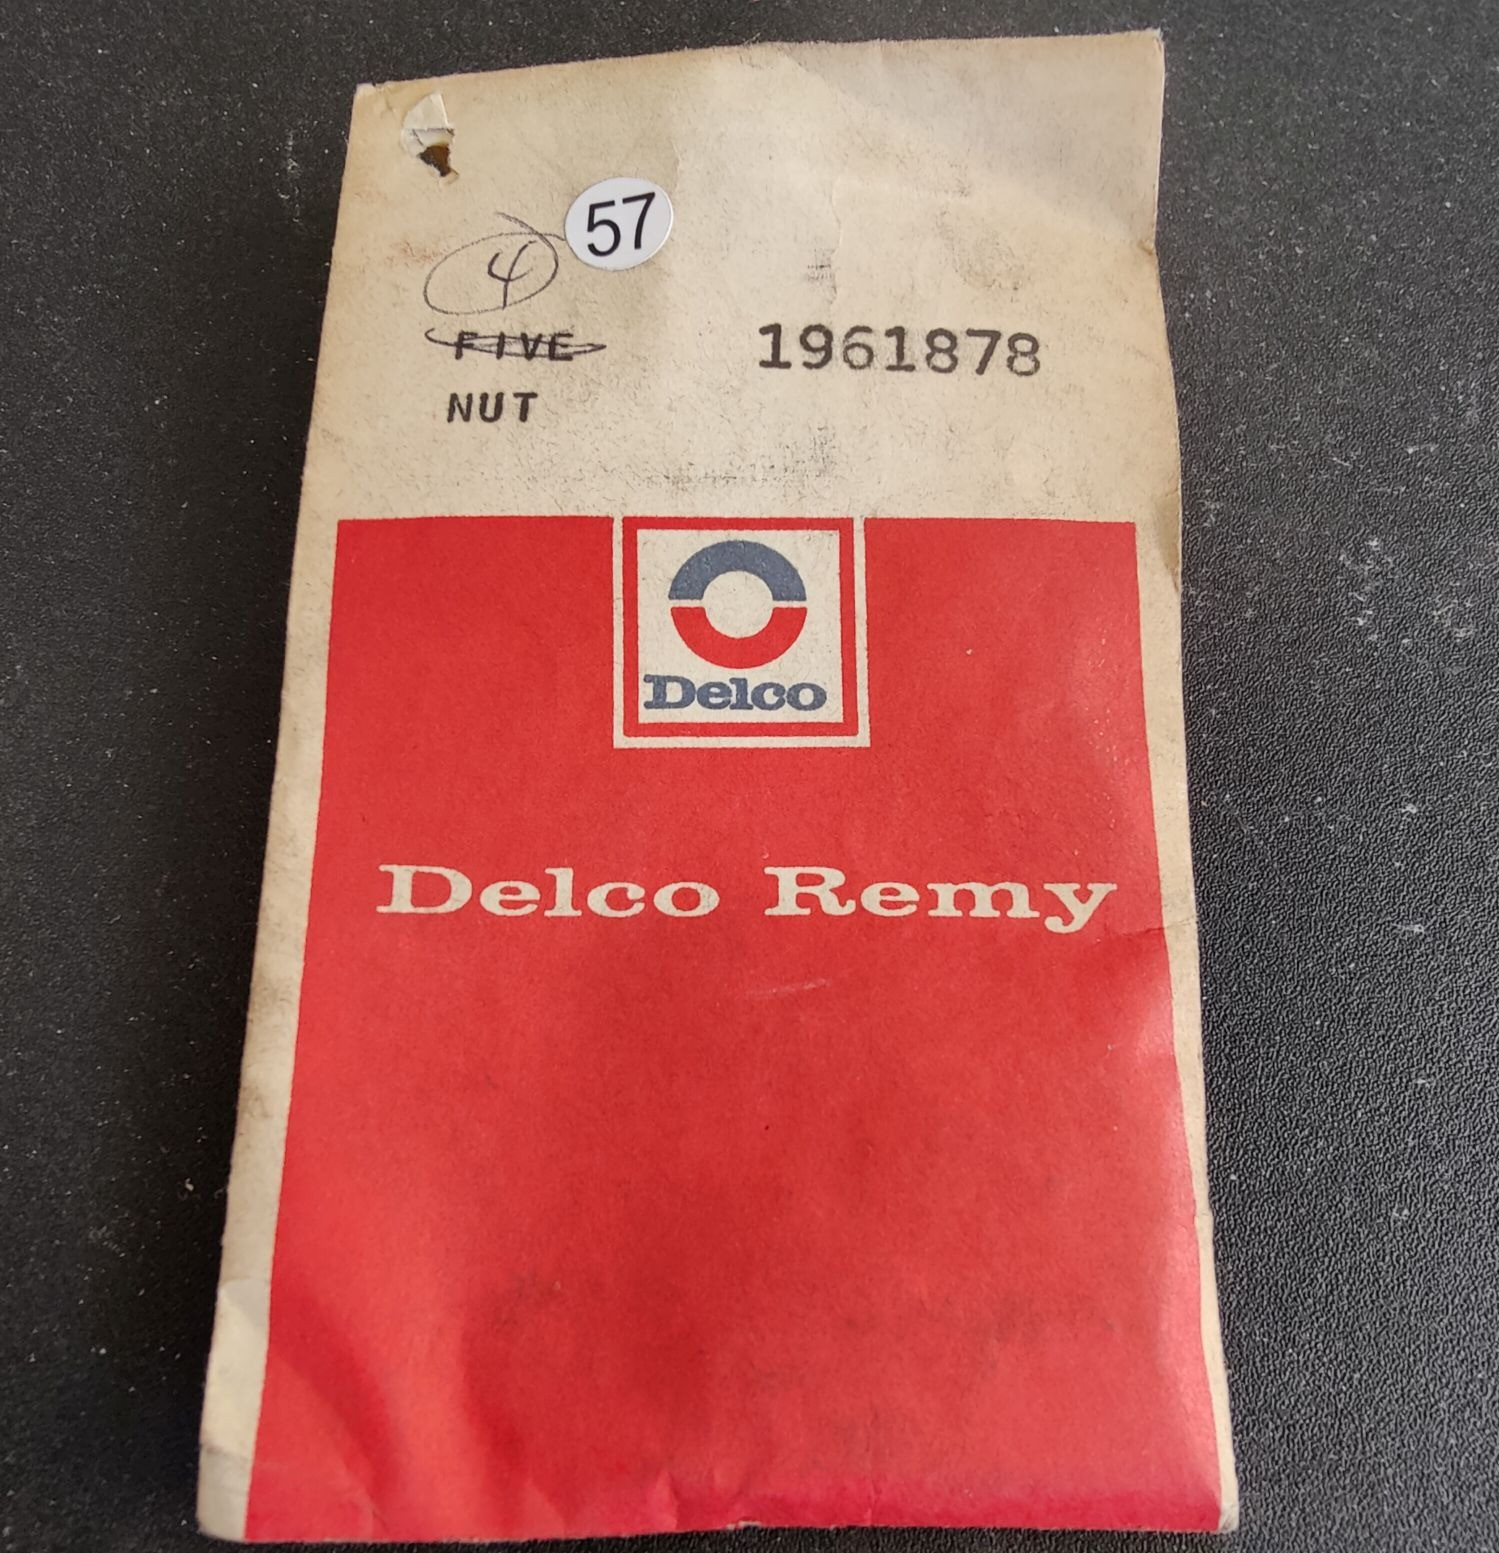 57
4
FIVE
NUT
1961878
Delco
Delco Remy